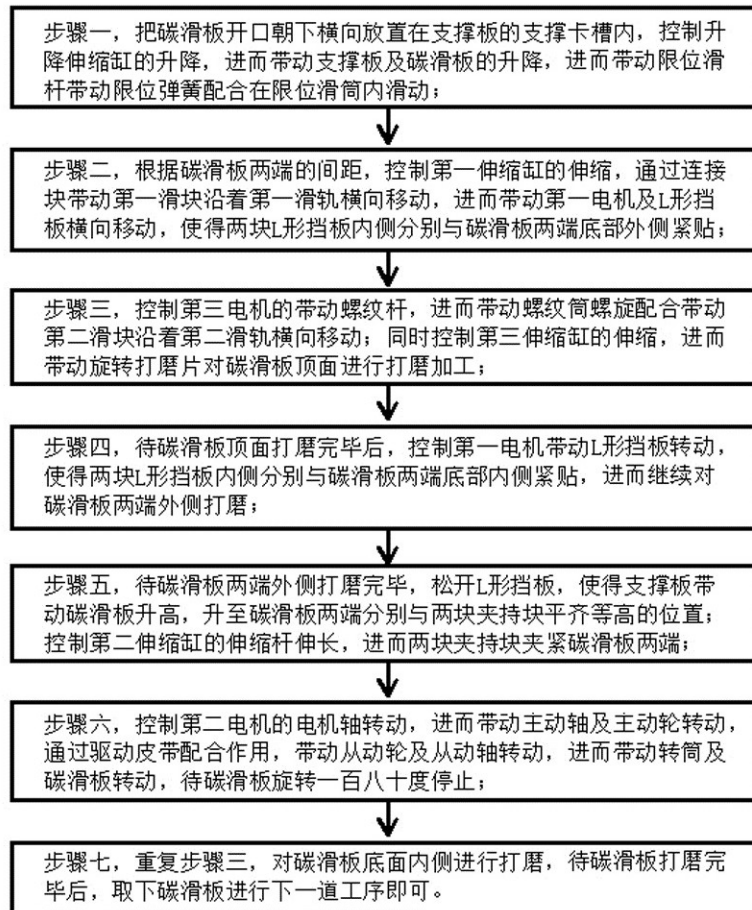 步骤一，把碳滑板开口朝下横向放置在支撑板的支撑卡槽内，控制升
降伸缩缸的升降，进而带动支撑板及碳滑板的升降，进而带动限位滑
杆带动限位弹簧配合在限位滑筒内滑动；
步骤二，根据碳滑板两端的间距，控制第一伸缩缸的伸缩，通过连接
块带动第一滑块沿着第一滑轨横向移动，进而带动第一电机及L形挡
板横向移动，使得两块L形挡板内侧分别与碳滑板两端底部外侧紧贴；
步骤三，控制第三电机的带动螺纹杆，进而带动螺纹筒螺旋配合带动
第二滑块沿着第二滑轨横向移动；同时控制第三伸缩缸的伸缩，进而
带动旋转打磨片对碳滑板顶面进行打磨加工；
步骤四，待碳滑板顶面打磨完毕后，控制第一电机带动L形挡板转动，
使得两块L形挡板内侧分别与碳滑板两端底部内侧紧贴，进而继续对
碳滑板两端外侧打磨；
步骤五，待碳滑板两端外侧打磨完毕，松开L形挡板，使得支撑板带
动碳滑板升高，升至碳滑板两端分别与两块夹持块平齐等高的位置；
控制第二伸缩缸的伸缩杆伸长，进而两块夹持块夹紧碳滑板两端；
步骤六，控制第二电机的电机轴转动，进而带动主动轴及主动轮转动，
通过驱动皮带配合作用，带动从动轮及从动轴转动，进而带动转筒及
碳滑板转动，待碳滑板旋转一百八十度停止；
步骤七，重复步骤三，对碳滑板底面内侧进行打磨，待碳滑板打磨完
毕后，取下碳滑板进行下一道工序即可。